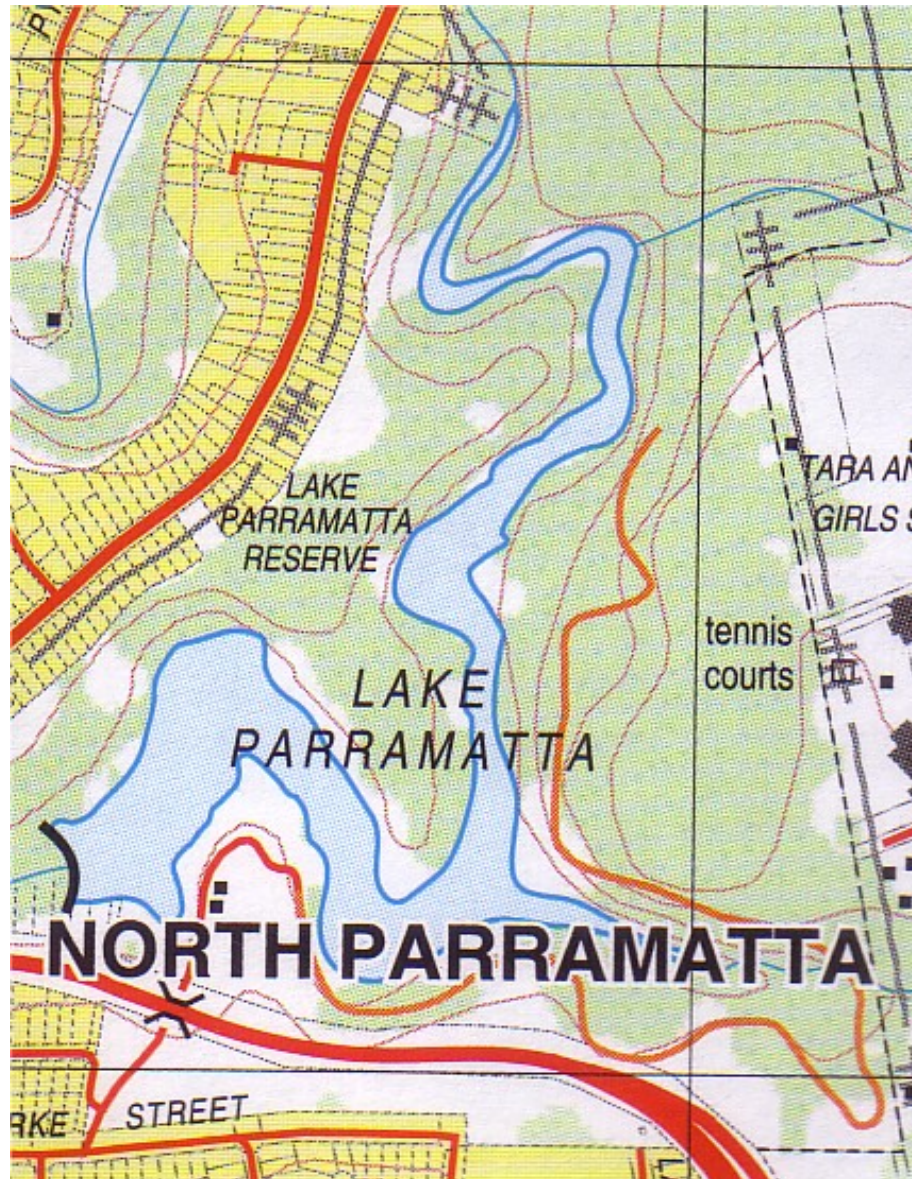 LAKE
PARRAMATTA
RESERVE
TARA AN
GIRLS S
tennis
courts
LAKE
PARRAMATTA
NORTH PARRAMATTA
RKE STREET